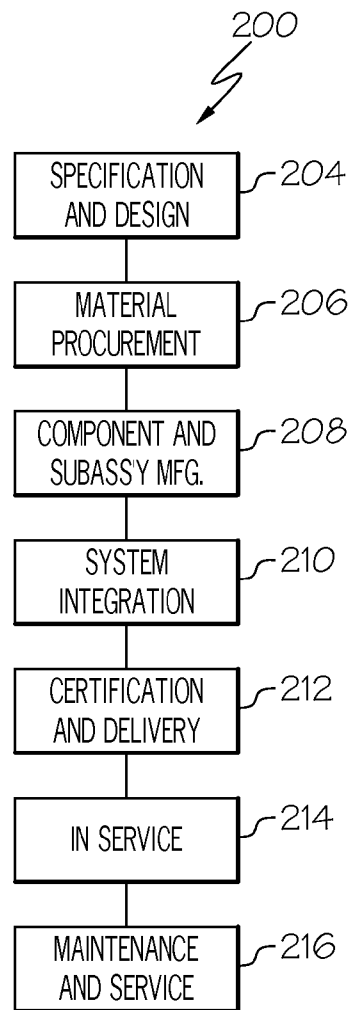 200
SPECIFICATION
AND DESIGN
204
MATERIAL
PROCUREMENT
206
COMPONENT AND
SUBASS'Y MFG.
208
SYSTEM
INTEGRATION
210
CERTIFICATION
AND DELIVERY
212
IN SERVICE
214
MAINTENANCE
AND SERVICE
216